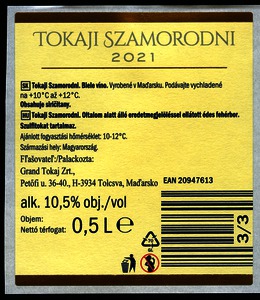 TOKAJI SZAMORODNI
2021
SK Tokaji Szamorodni. Biele víno. Vyrobené v Maďarsku. Podávajte vychladené
na +10°C až +12°C.
Obsahuje siričitany.
HU Tokaji Szamorodni. Oltalom alatt álló eredetmegjelöléssel ellátott édes fehérbor.
Szulfitokat tartalmaz.
Ajánlott fogyasztási hőmérséklet: 10-12°C.
Származási hely: Magyarország.
Fľašovateľ:/Palackozta:
Grand Tokaj Zrt.,
Petőfi u. 36-40., H-3934 Tolcsva, Maďarsko
EAN 20947613
alk. 10,5% obj./vol
Objem:
Nettó térfogat:
0,5 L e
70
GL
3/3